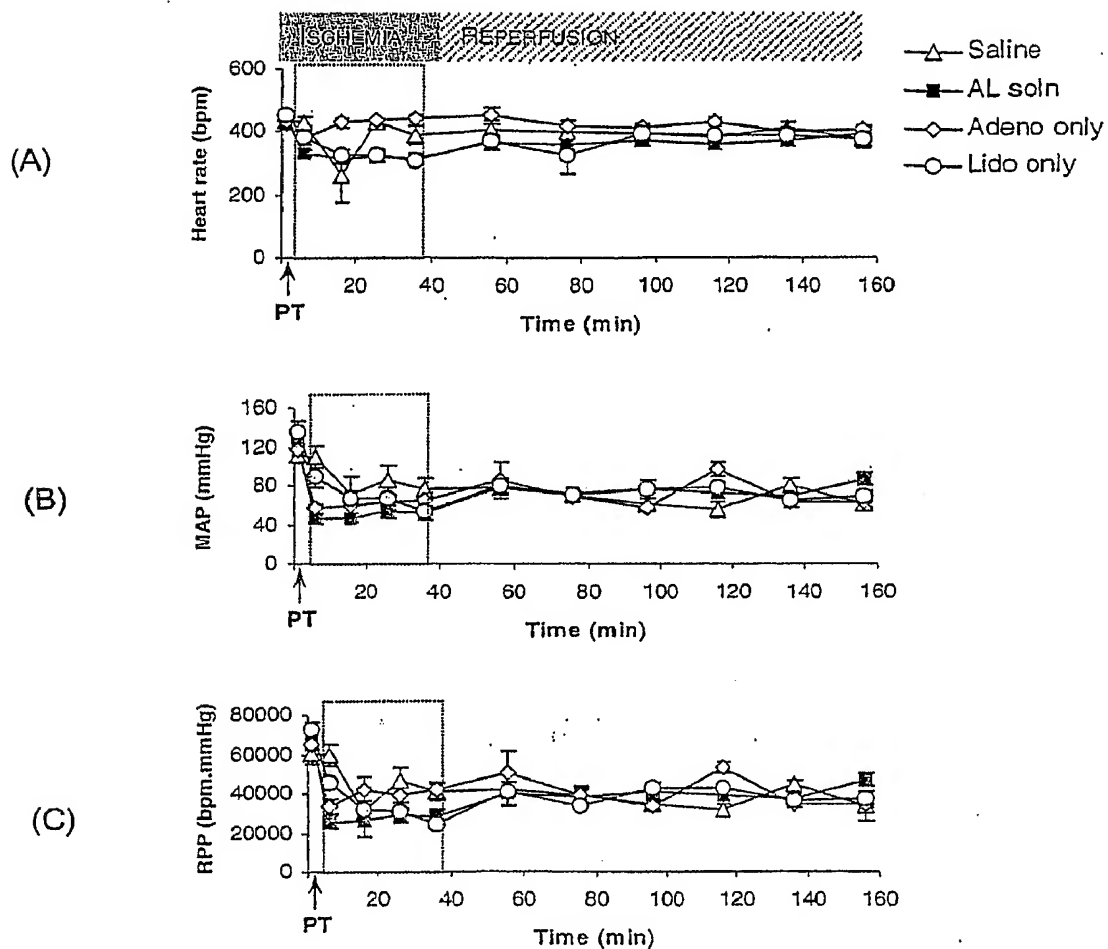 ISCHEMIA REPERFUSION
Saline
AL soln
Adeno only
Lido only
(A)
Heart rate (bpm)
600
400
200
0
20 40 60 80 100 120 140 160
PT
Time (min)
(B)
MAP (mmHg)
160
120
80
40
0
20 40 60 80 100 120 140 160
PT
Time (min)
(C)
RPP (bpm.mmHg)
80000
60000
40000
20000
0
20 40 60 80 100 120 140 160
PT
Time (min)